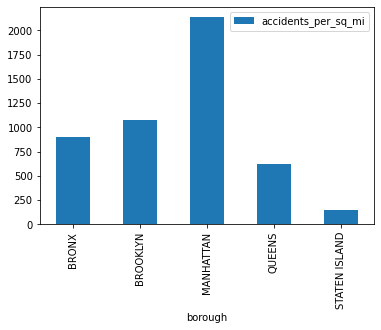 accidents_per_sq_mi
2000
1750
1500
1250
1000
750
500
250
0
BRONX
BROOKLYN
MANHATTAN
QUEENS
STATEN ISLAND
borough